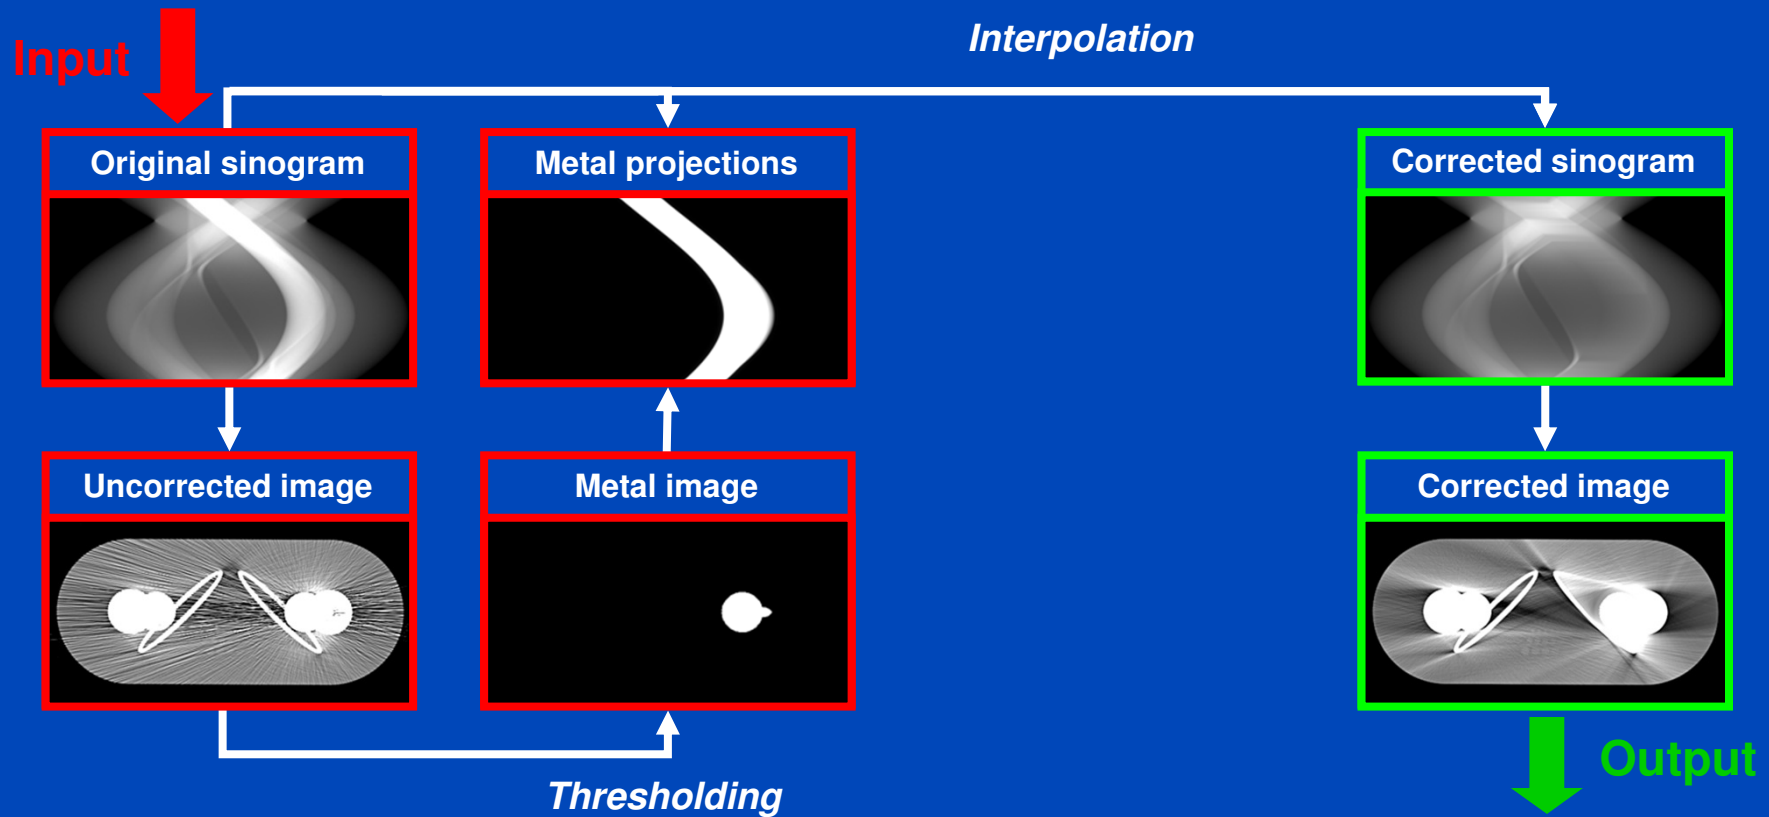 Input
Interpolation
Original sinogram
Metal projections
Corrected sinogram
Uncorrected image
Metal image
Corrected image
Output
Thresholding